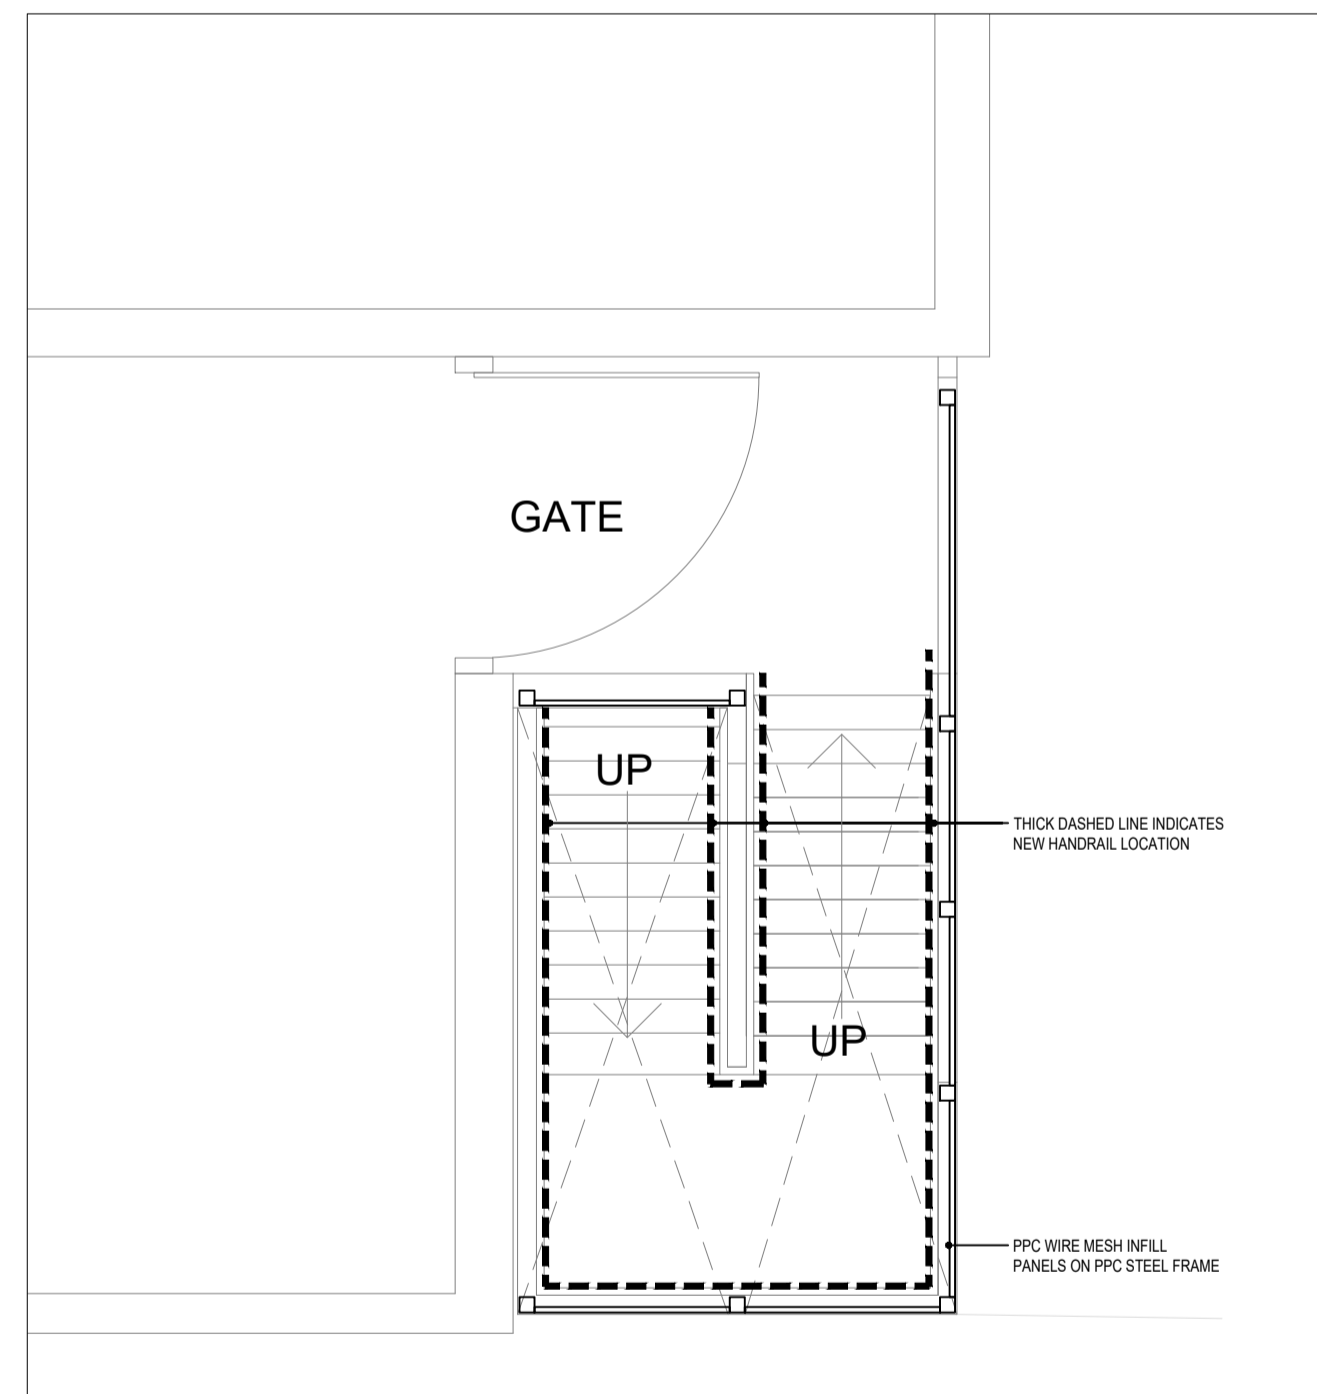 GATE
UP
THICK DASHED LINE INDICATES
NEW HANDRAIL LOCATION
UP
PPC WIRE MESH INFILL
PANELS ON PPC STEEL FRAME